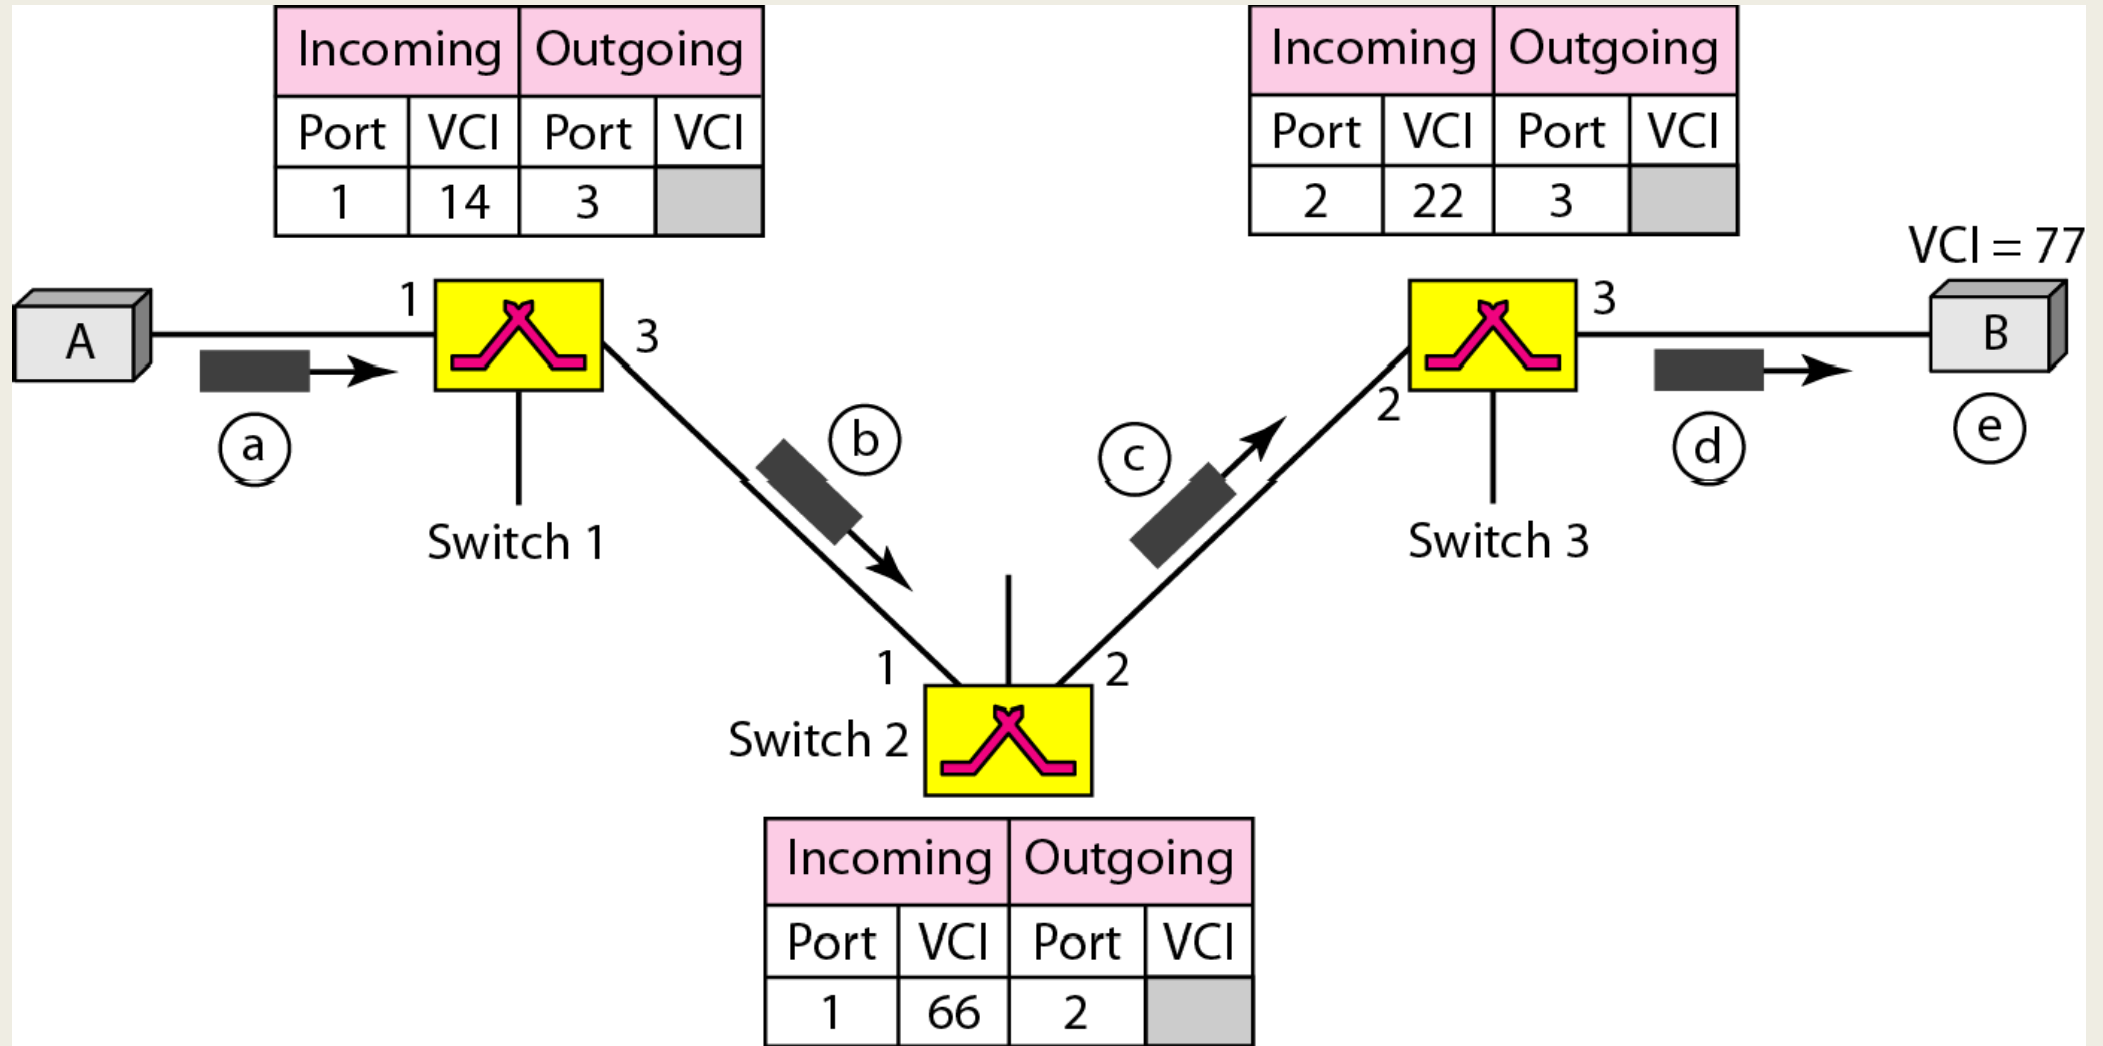 Incoming Outgoing
Port VCI Port VCI
1 14 3
Incoming Outgoing
Port VCI Port VCI
2 22 3
VCI = 77
A
1
3
2
3
B
a
b
c
d
e
Switch 1
Switch 3
1
2
Switch 2
Incoming Outgoing
Port VCI Port VCI
1 66 2